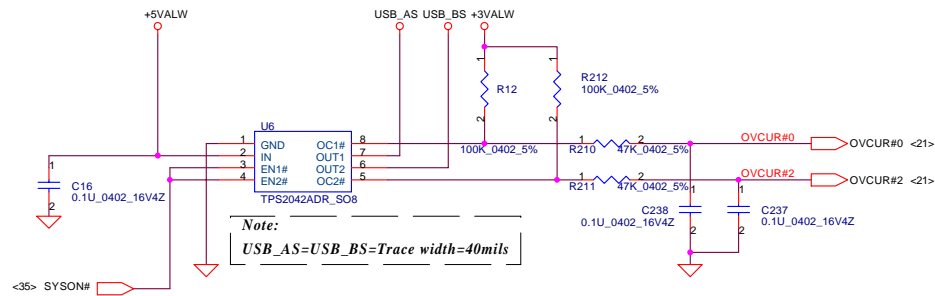 +5VALW
USB_AS USB_BS +3VALW
1 1
R12
R212
100K_0402_5%
2 2
U6
1 GND OC1# 8
2 IN OUT1 7
3 EN1# OUT2 6
4 EN2# OC2# 5
TPS2042ADR_SO8
100K_0402_5%
1 R210 2 47K_0402_5%
OVCUR#0
OVCUR#0 <21>
1 R211 2 47K_0402_5%
OVCUR#2
OVCUR#2 <21>
1
C16
0.1U_0402_16V4Z
2
1 C238
0.1U_0402_16V4Z
2
1 C237
0.1U_0402_16V4Z
2
Note:
USB_AS=USB_BS=Trace width=40mils
<35> SYSON#